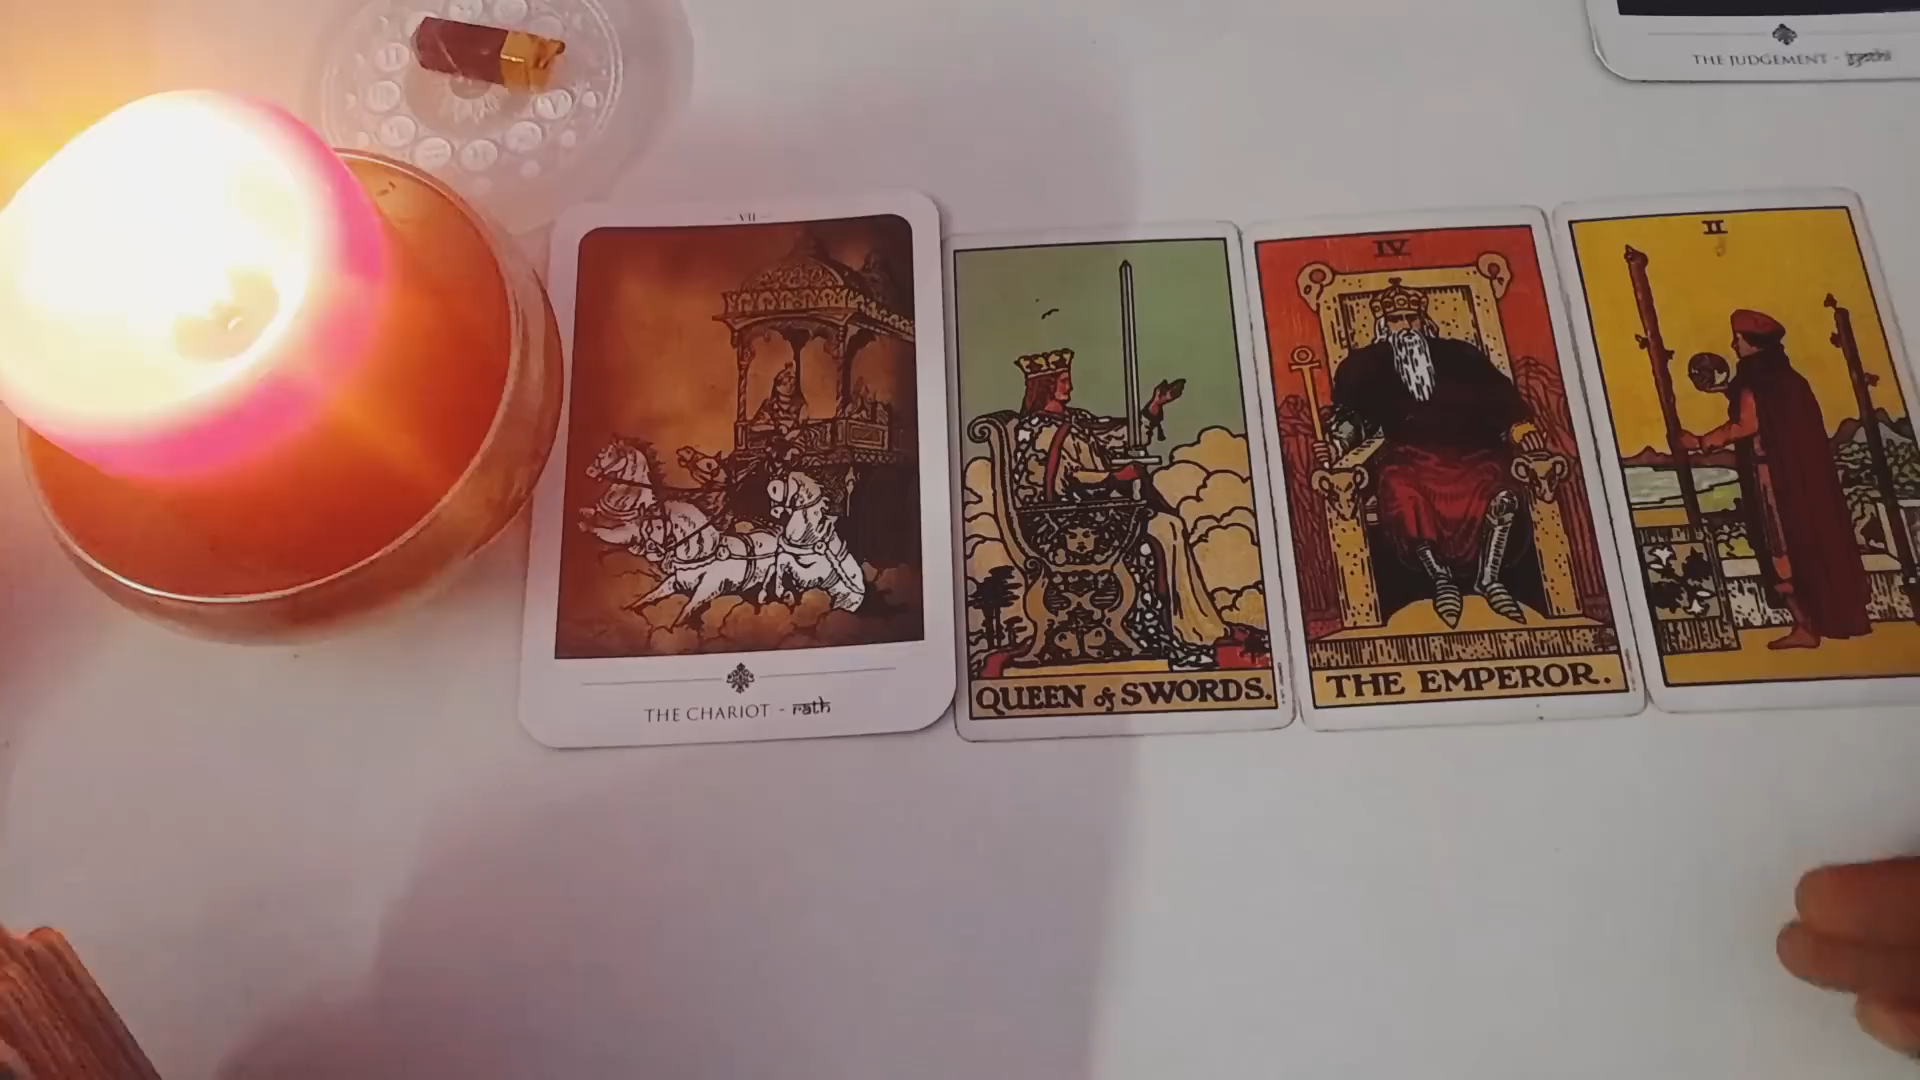 THE JUDGEMENT -
VII
THE CHARIOT - rath
QUEEN of SWORDS.
IV
THE EMPEROR.
II